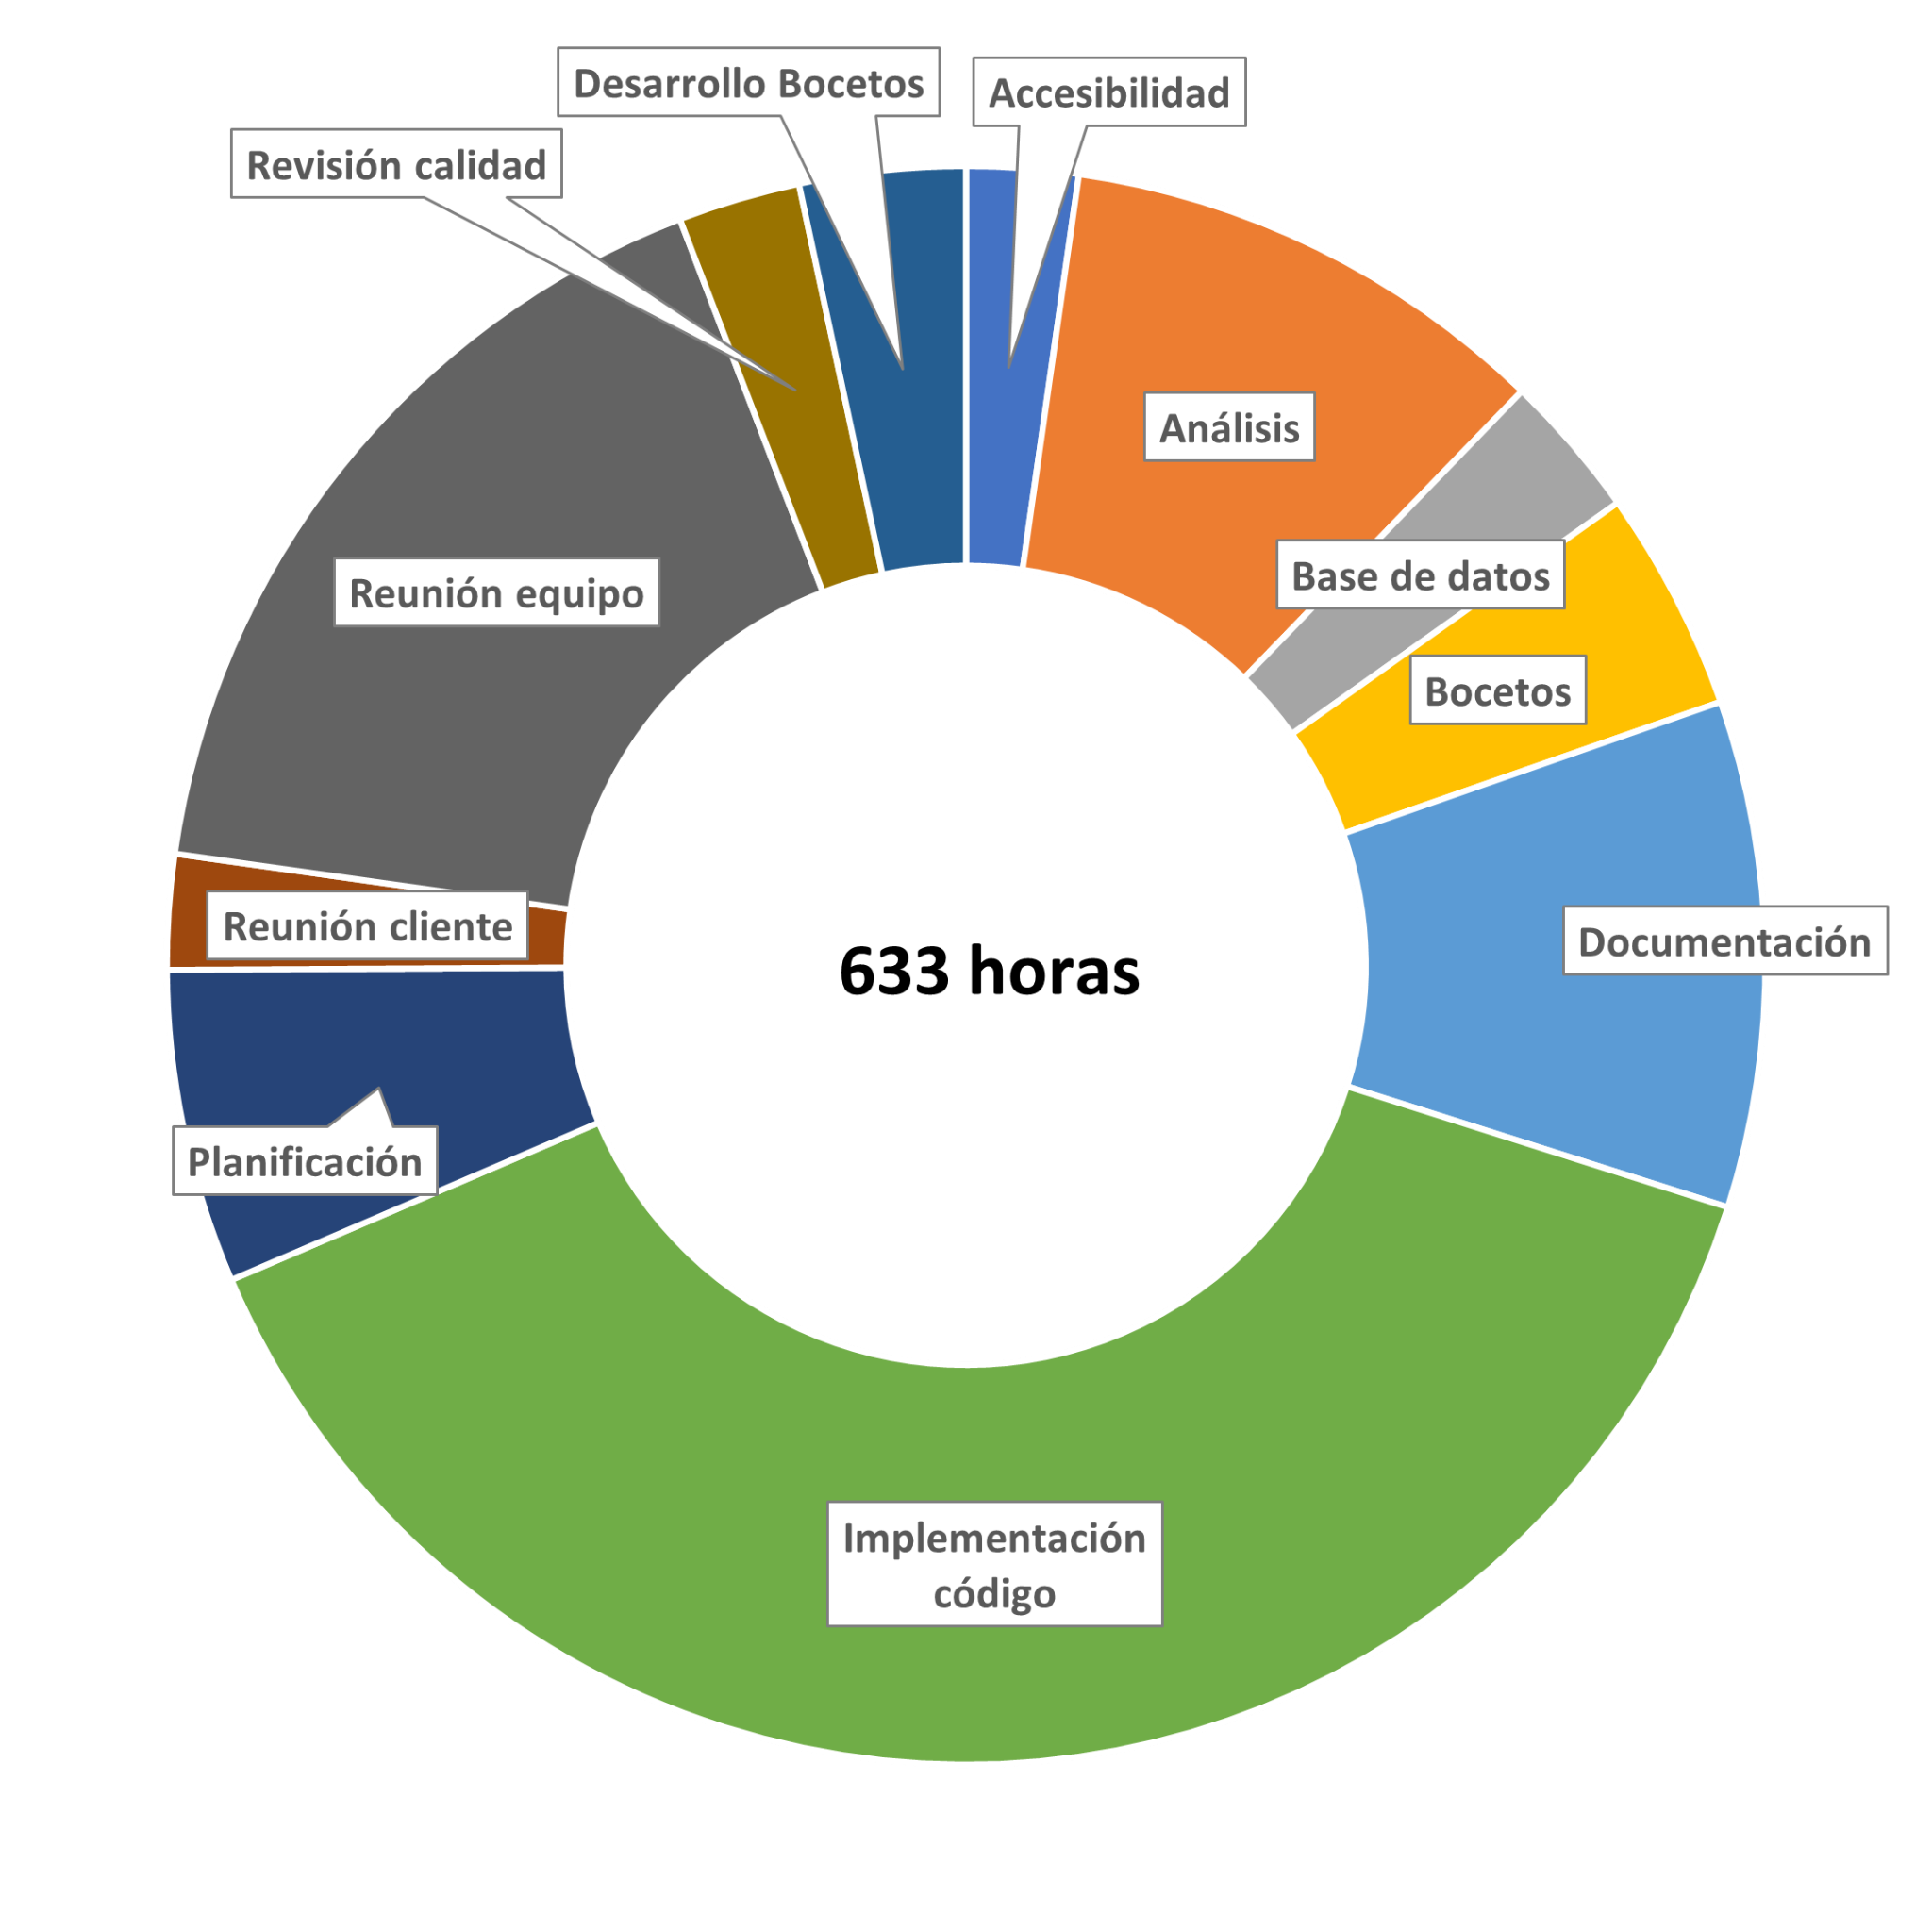 Desarrollo Bocetos
Accesibilidad
Revisión calidad
Análisis
Base de datos
Reunión equipo
Bocetos
Reunión cliente
Documentación
633 horas
Planificación
Implementación
código